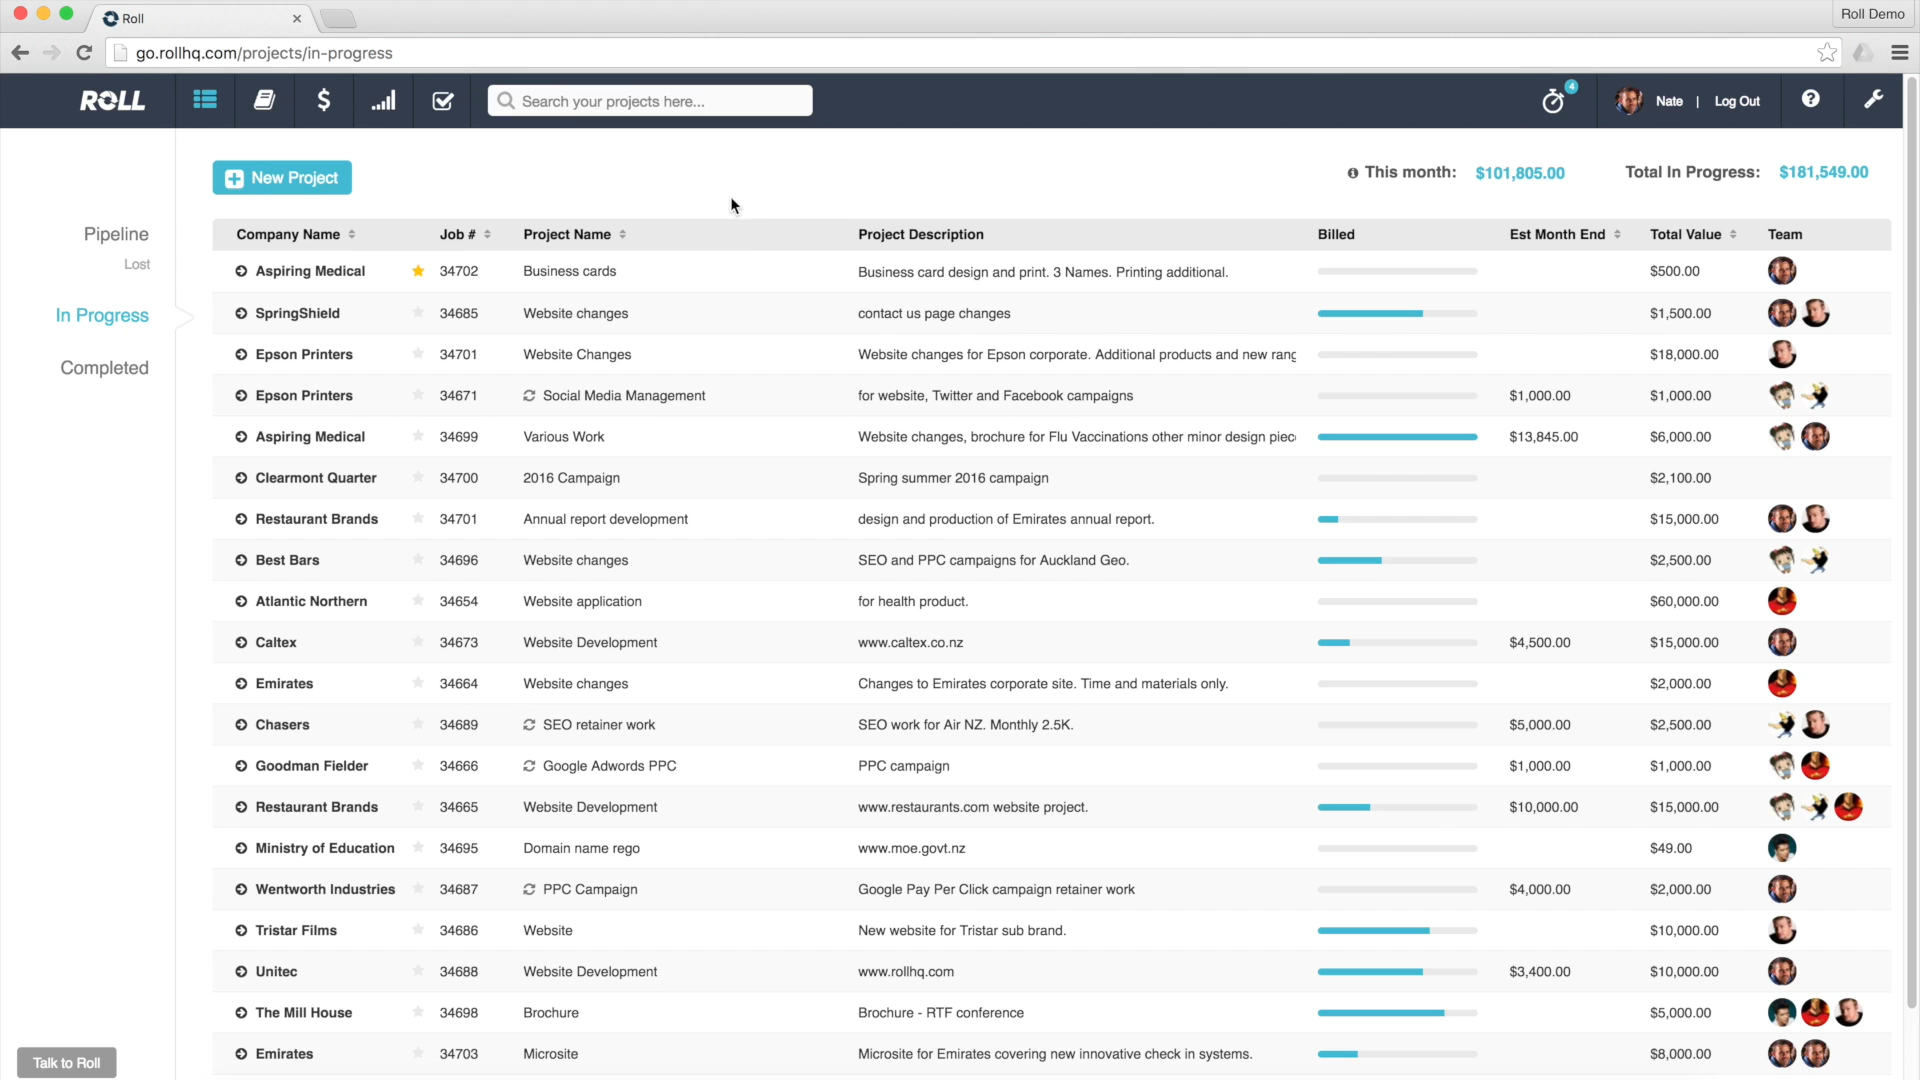 Roll
Roll Demo
go.rollhq.com/projects/in-progress
ROLL
Search your projects here...
4
Nate | Log Out
New Project
This month: $101,805.00 Total In Progress: $181,549.00
Pipeline
Lost
In Progress
Completed
Company Name Job # Project Name Project Description Billed Est Month End Total Value Team
Aspiring Medical 34702 Business cards Business card design and print. 3 Names. Printing additional. $500.00
SpringShield 34685 Website changes contact us page changes $1,500.00
Epson Printers 34701 Website Changes Website changes for Epson corporate. Additional products and new rang $18,000.00
Epson Printers 34671 Social Media Management for website, Twitter and Facebook campaigns $1,000.00 $1,000.00
Aspiring Medical 34699 Various Work Website changes, brochure for Flu Vaccinations other minor design piec $13,845.00 $6,000.00
Clearmont Quarter 34700 2016 Campaign Spring summer 2016 campaign $2,100.00
Restaurant Brands 34701 Annual report development design and production of Emirates annual report. $15,000.00
Best Bars 34696 Website changes SEO and PPC campaigns for Auckland Geo. $2,500.00
Atlantic Northern 34654 Website application for health product. $60,000.00
Caltex 34673 Website Development www.caltex.co.nz $4,500.00 $15,000.00
Emirates 34664 Website changes Changes to Emirates corporate site. Time and materials only. $2,000.00
Chasers 34689 SEO retainer work SEO work for Air NZ. Monthly 2.5K. $5,000.00 $2,500.00
Goodman Fielder 34666 Google Adwords PPC PPC campaign $1,000.00 $1,000.00
Restaurant Brands 34665 Website Development www.restaurants.com website project. $10,000.00 $15,000.00
Ministry of Education 34695 Domain name rego www.moe.govt.nz $49.00
Wentworth Industries 34687 PPC Campaign Google Pay Per Click campaign retainer work $4,000.00 $2,000.00
Tristar Films 34686 Website New website for Tristar sub brand. $10,000.00
Unitec 34688 Website Development www.rollhq.com $3,400.00 $10,000.00
The Mill House 34698 Brochure Brochure - RTF conference $5,000.00
Emirates 34703 Microsite Microsite for Emirates covering new innovative check in systems. $8,000.00
Talk to Roll